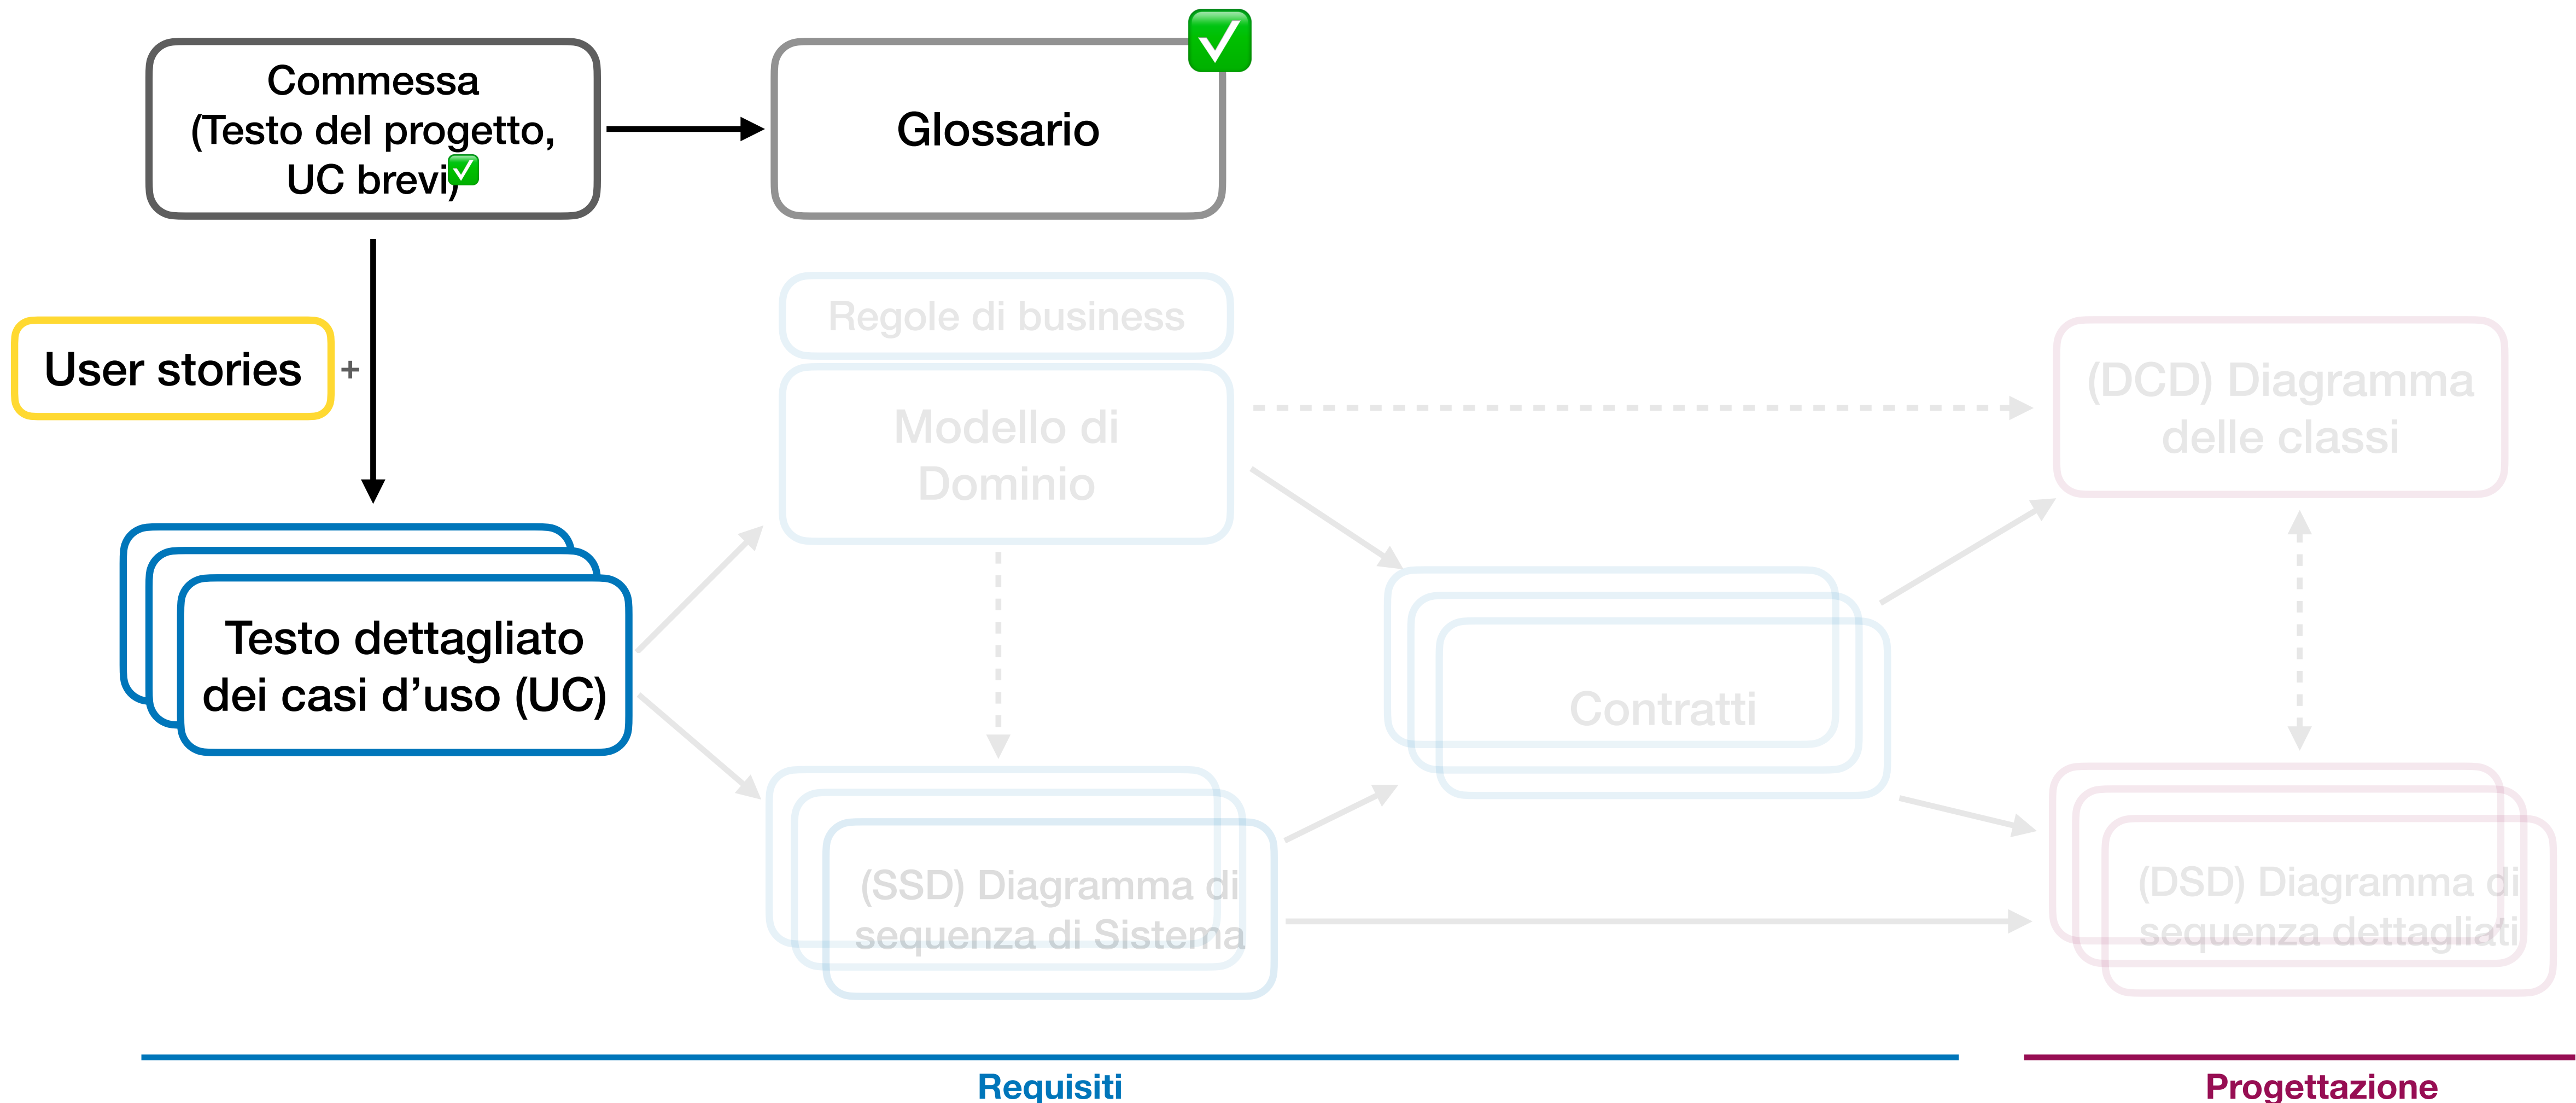 Commessa
(Testo del progetto,
UC brevi)
Glossario
User stories
+
Regole di business
Modello di
Dominio
(DCD) Diagramma
delle classi
Testo dettagliato
dei casi d’uso (UC)
Contratti
(SSD) Diagramma di
sequenza di Sistema
(DSD) Diagramma di
sequenza dettagliati
Requisiti
Progettazione